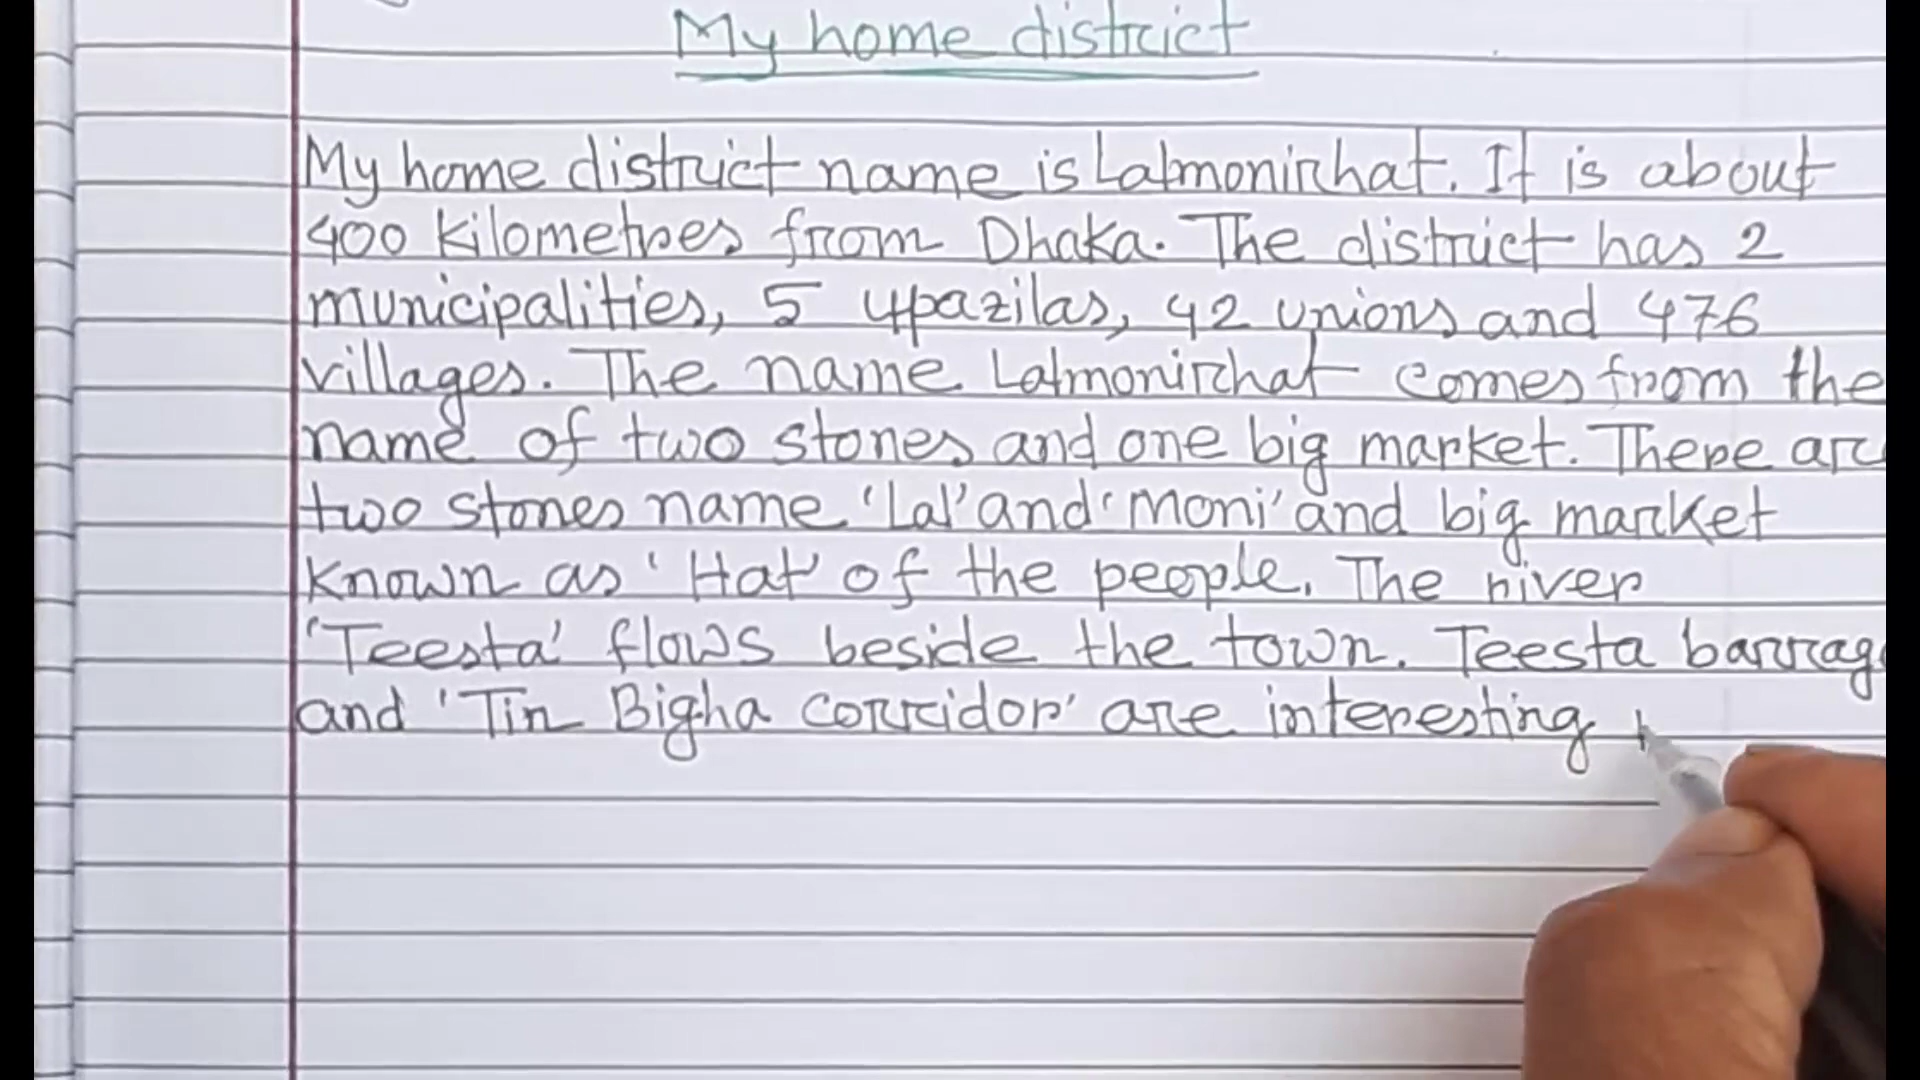 My home district
My home district name is Lalmonirhat. It is about
400 kilometres from Dhaka. The district has 2
municipalities, 5 upazilas, 42 unions and 476
villages. The name Lalmonirhat comes from the
name of two stones and one big market. There are
two stones name 'Lal' and 'Moni' and big market
known as 'Hat' of the people. The river
'Teesta' flows beside the town. Teesta barrage
and 'Tin Bigha corridor' are interesting